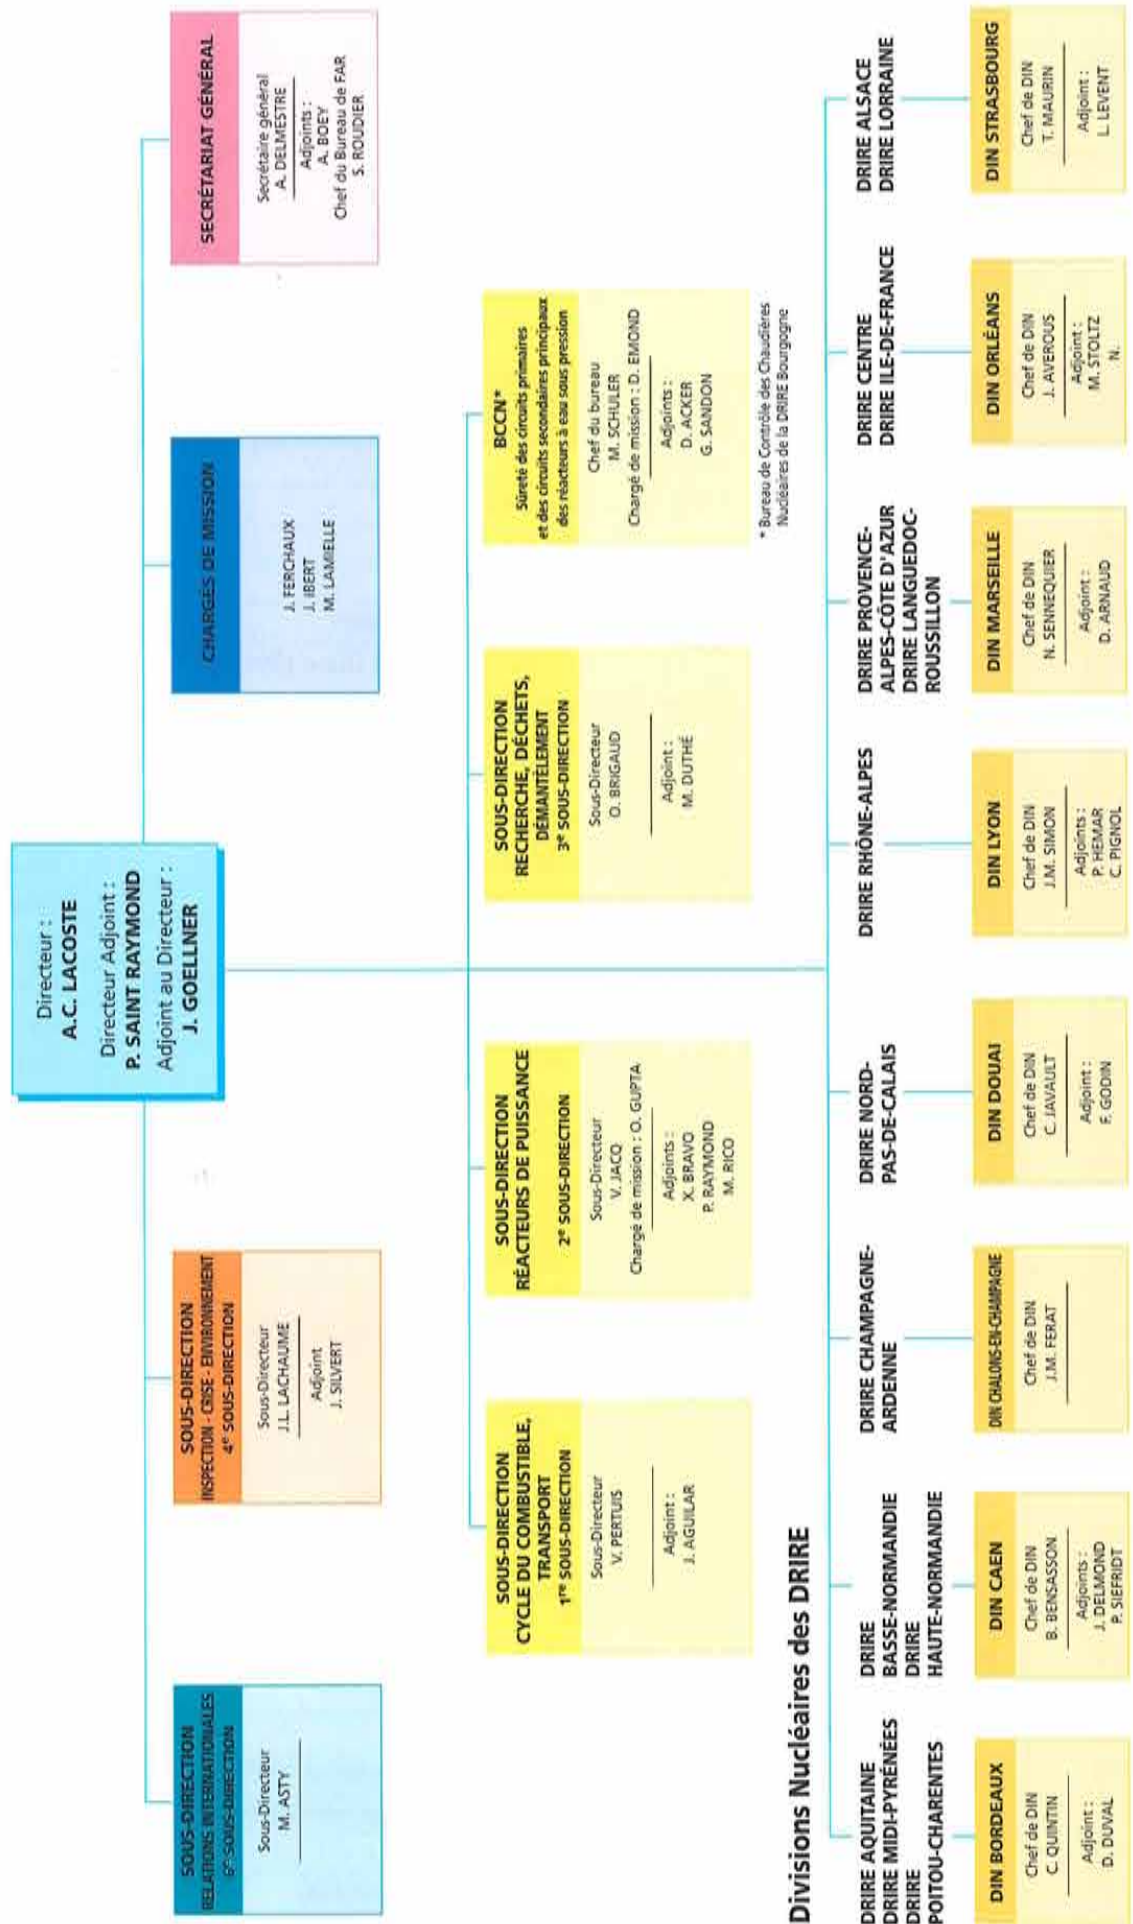 Directeur :
A.C. LACOSTE
Directeur Adjoint :
P. SAINT RAYMOND
Adjoint au Directeur :
J. GOELLNER
SOUS-DIRECTION
RELATIONS INTERNATIONALES
6e SOUS-DIRECTION
Sous-Directeur
M. ASTY
SOUS-DIRECTION
INSPECTION - CRISE - ENVIRONNEMENT
4e SOUS-DIRECTION
Sous-Directeur
J.L. LACHAUME
Adjoint
J. SILVERT
CHARGÉS DE MISSION
J. FERCHAUX
J. IBERT
M. LAMIELLE
SECRÉTARIAT GÉNÉRAL
Secrétaire général
A. DELMESTRE
Adjoints :
A. BOEY
Chef du Bureau de FAR
S. ROUDIER
SOUS-DIRECTION
CYCLE DU COMBUSTIBLE,
TRANSPORT
1re SOUS-DIRECTION
Sous-Directeur
V. PERTUIS
Adjoint :
J. AGUILAR
SOUS-DIRECTION
RÉACTEURS DE PUISSANCE
2e SOUS-DIRECTION
Sous-Directeur
V. JACQ
Chargé de mission : O. GUPTA
Adjoints :
X. BRAVO
P. RAYMOND
M. RICO
SOUS-DIRECTION
RECHERCHE, DÉCHETS,
DÉMANTÈLEMENT
3e SOUS-DIRECTION
Sous-Directeur
O. BRIGAUD
Adjoint :
M. DUTHÉ
BCCN*
Sûreté des circuits primaires
et des circuits secondaires principaux
des réacteurs à eau sous pression
Chef du bureau
M. SCHULER
Chargé de mission : D. EMOND
Adjoints :
D. ACKER
G. SANDON
* Bureau de Contrôle des Chaudières
Nucléaires de la DRIRE Bourgogne
Divisions Nucléaires des DRIRE
DRIRE AQUITAINE
DRIRE MIDI-PYRÉNÉES
DRIRE
POITOU-CHARENTES
DIN BORDEAUX
Chef de DIN
C. QUINTIN
Adjoint :
D. DUVAL
DRIRE
BASSE-NORMANDIE
DRIRE
HAUTE-NORMANDIE
DIN CAEN
Chef de DIN
B. BENSASSON
Adjoints :
J. DELMOND
P. SIEFRIDT
DRIRE CHAMPAGNE-
ARDENNE
DIN CHALONS-EN-CHAMPAGNE
Chef de DIN
J.M. FERAT
DRIRE NORD-
PAS-DE-CALAIS
DIN DOUAI
Chef de DIN
C. JAVAULT
Adjoint :
F. GODIN
DRIRE RHÔNE-ALPES
DIN LYON
Chef de DIN
J.M. SIMON
Adjoints :
P. HEMAR
C. PIGNOL
DRIRE PROVENCE-
ALPES-CÔTE D'AZUR
DRIRE LANGUEDOC-
ROUSSILLON
DIN MARSEILLE
Chef de DIN
N. SENNEQUIER
Adjoint :
D. ARNAUD
DRIRE CENTRE
DRIRE ILE-DE-FRANCE
DIN ORLÉANS
Chef de DIN
J. AVEROUS
Adjoint :
M. STOLTZ
N.
DRIRE ALSACE
DRIRE LORRAINE
DIN STRASBOURG
Chef de DIN
T. MAURIN
Adjoint :
L. LEVENT